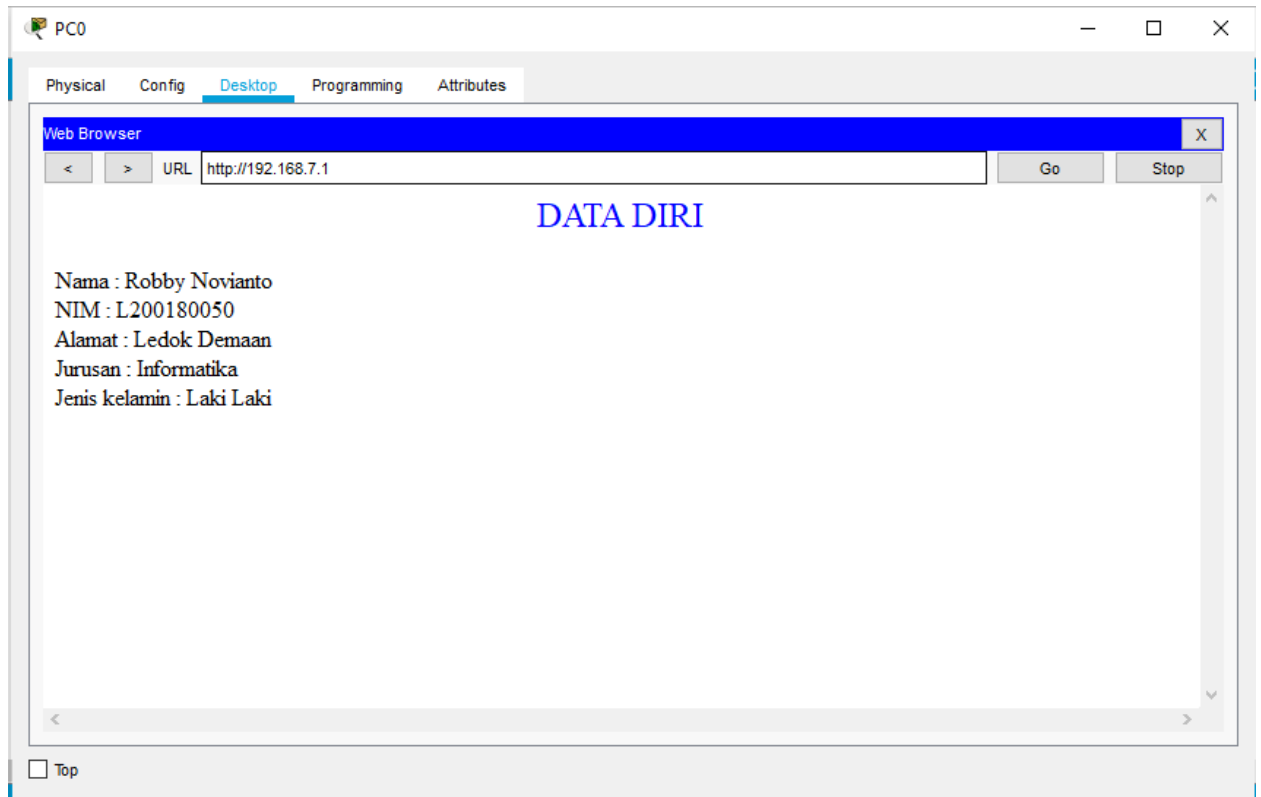 PC0
Physical Config Desktop Programming Attributes
Web Browser X
< > URL http://192.168.7.1 Go Stop
DATA DIRI
Nama : Robby Novianto
NIM : L200180050
Alamat : Ledok Demaan
Jurusan : Informatika
Jenis kelamin : Laki Laki
Top